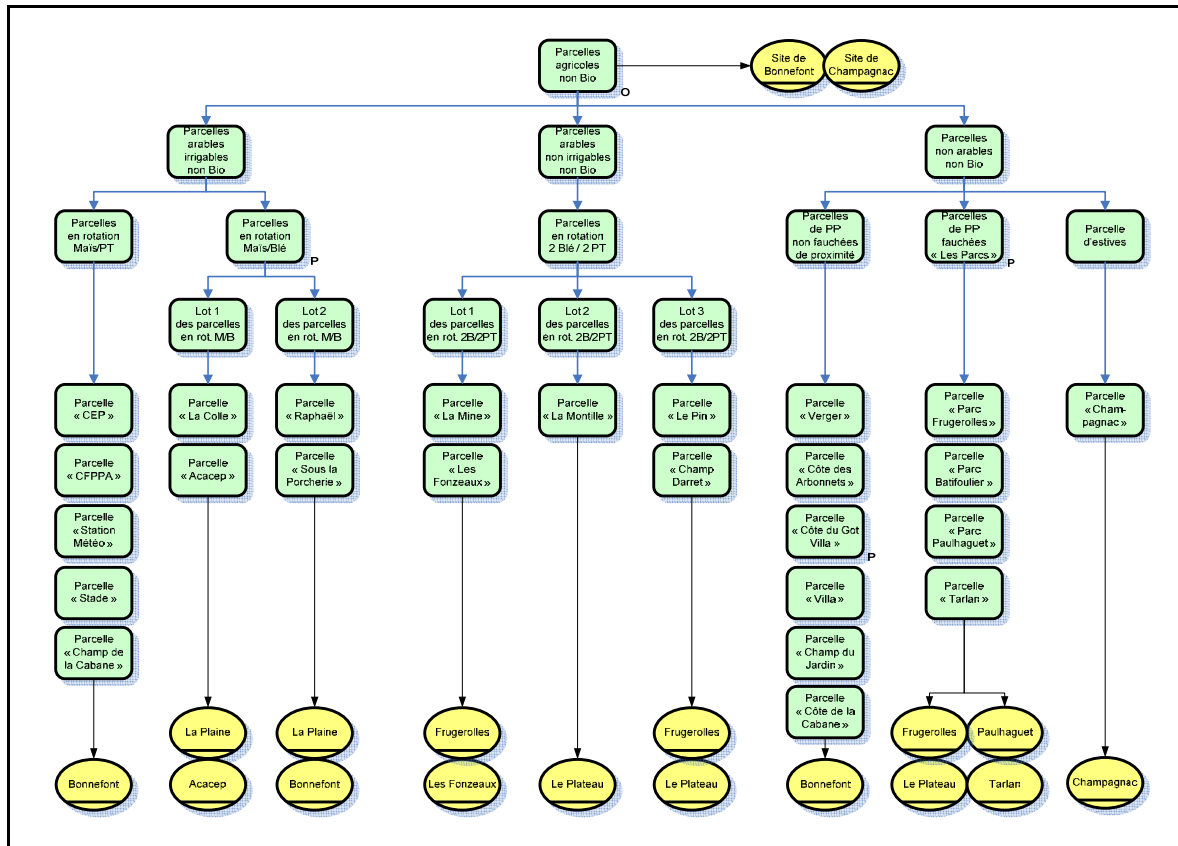 Parcelles
agricoles
non Bio
O
Site de
Bonnefont
Site de
Champagnac
Parcelles
arables
irrigables
non Bio
Parcelles
arables
non irrigables
non Bio
Parcelles
non arables
non Bio
Parcelles
en rotation
Maïs/PT
Parcelles
en rotation
Maïs/Blé
P
Parcelles
en rotation
2 Blé / 2 PT
Parcelles
de PP
non fauchées
de proximité
Parcelles
de PP
fauchées
« Les Parcs »
P
Parcelle
d'estives
Lot 1
des parcelles
en rot. M/B
Lot 2
des parcelles
en rot. M/B
Lot 1
des parcelles
en rot. 2B/2PT
Lot 2
des parcelles
en rot. 2B/2PT
Lot 3
des parcelles
en rot. 2B/2PT
Parcelle
« CEP »
Parcelle
« La Colle »
Parcelle
« Raphaël »
Parcelle
« La Mine »
Parcelle
« La Montille »
Parcelle
« Le Pin »
Parcelle
« Verger »
Parcelle
« Parc
Frugerolles »
Parcelle
« Cham-
pagnac »
Parcelle
« CFPPA »
Parcelle
« Acacep »
Parcelle
« Sous la
Porcherie »
Parcelle
« Les
Fonzeaux »
Parcelle
« Champ
Darret »
Parcelle
« Côte des
Arbonnets »
Parcelle
« Parc
Batifoulier »
Parcelle
« Station
Météo »
Parcelle
« Côte du Got
Villa »
P
Parcelle
« Parc
Paulhaguet »
Parcelle
« Stade »
Parcelle
« Villa »
Parcelle
« Tarlan »
Parcelle
« Champ de
la Cabane »
Parcelle
« Champ du
Jardin »
Parcelle
« Côte de la
Cabane »
La Plaine
La Plaine
Frugerolles
Frugerolles
Frugerolles
Paulhaguet
Bonnefont
Acacep
Bonnefont
Les Fonzeaux
Le Plateau
Le Plateau
Bonnefont
Le Plateau
Tarlan
Champagnac